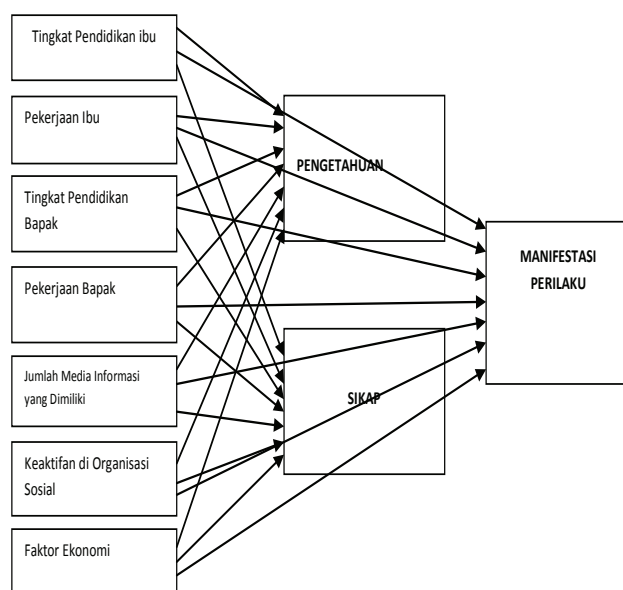 Tingkat Pendidikan ibu
Pekerjaan Ibu
Tingkat Pendidikan
Bapak
Pekerjaan Bapak
Jumlah Media Informasi
yang Dimiliki
Keaktifan di Organisasi
Sosial
Faktor Ekonomi
PENGETAHUAN
SIKAP
MANIFESTASI
PERILAKU